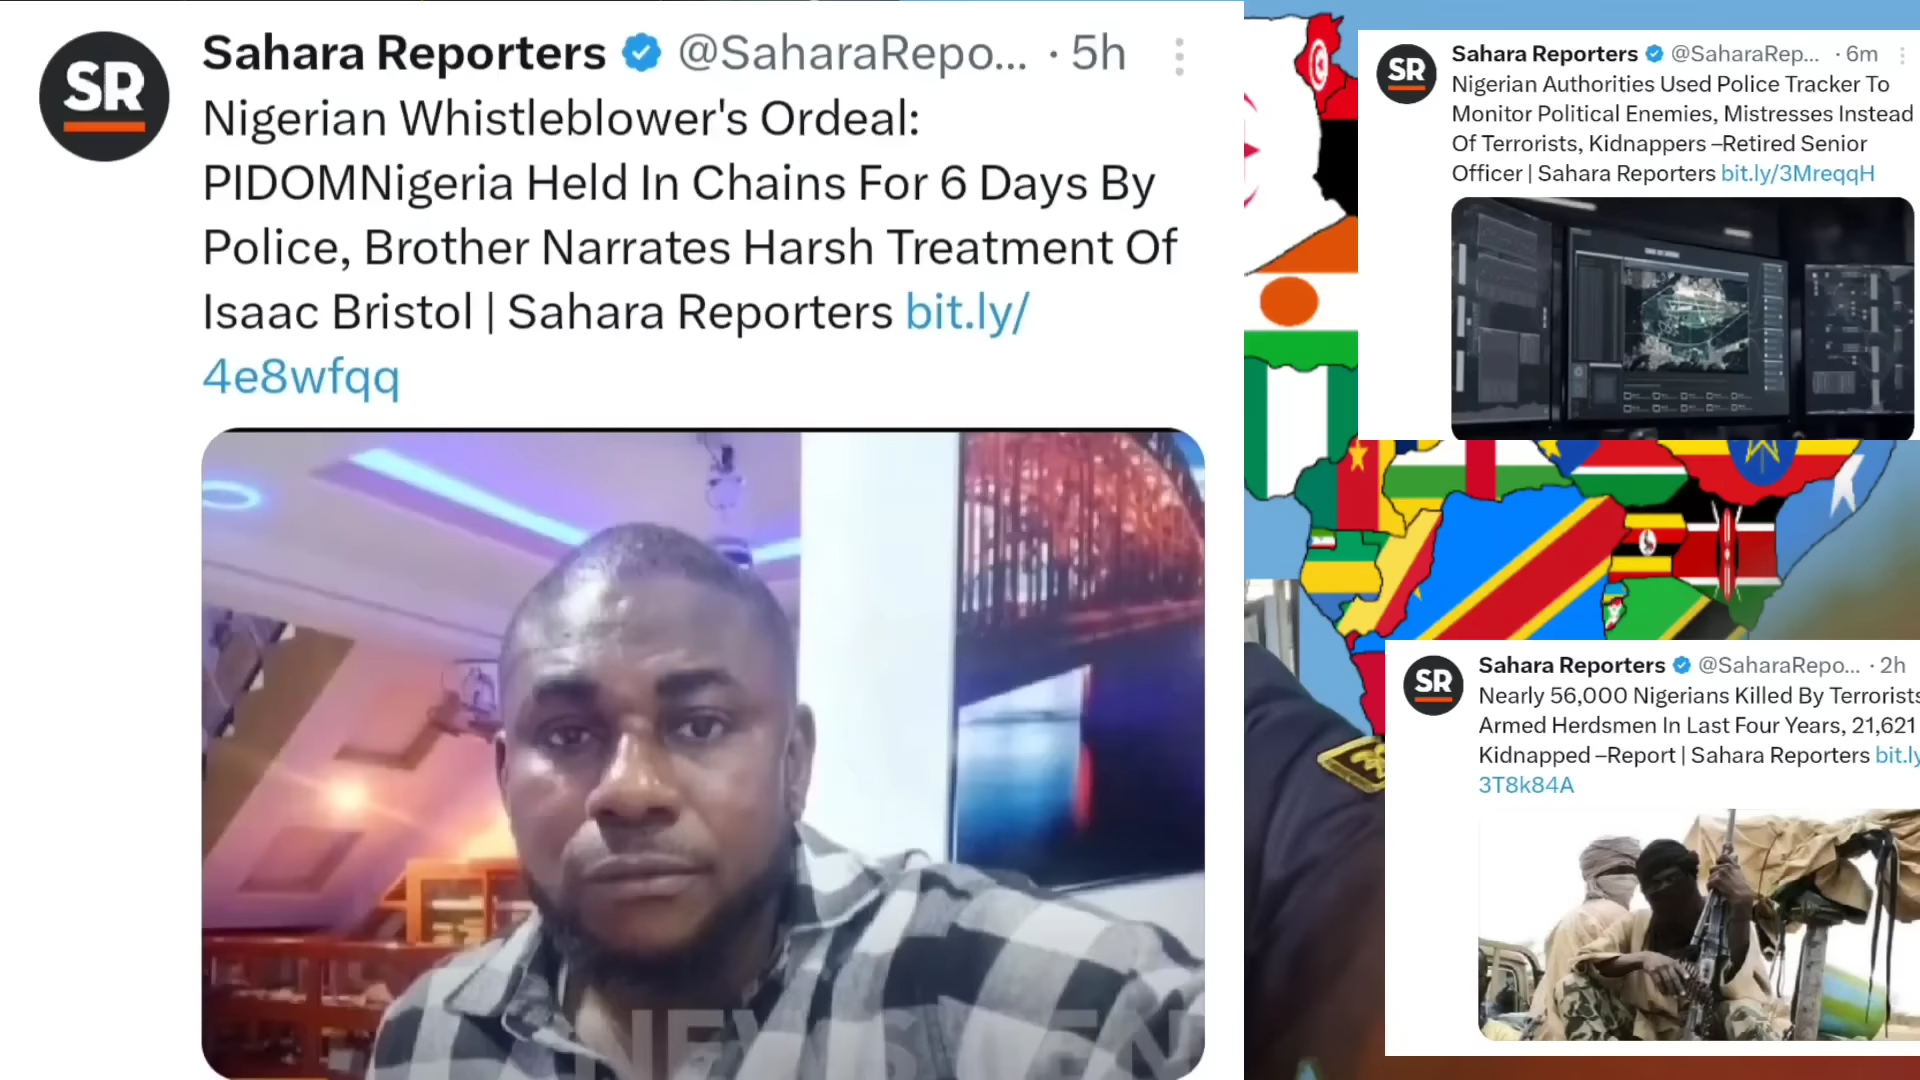 SR
Sahara Reporters @SaharaRepo... · 5h
Nigerian Whistleblower's Ordeal:
PIDOMNigeria Held In Chains For 6 Days By
Police, Brother Narrates Harsh Treatment Of
Isaac Bristol | Sahara Reporters bit.ly/
4e8wfqq
NEWS
SR
Sahara Reporters @SaharaRep... · 6m
Nigerian Authorities Used Police Tracker To
Monitor Political Enemies, Mistresses Instead
Of Terrorists, Kidnappers –Retired Senior
Officer | Sahara Reporters bit.ly/3MreqqH
SR
Sahara Reporters @SaharaRepo... · 2h
Nearly 56,000 Nigerians Killed By Terrorists
Armed Herdsmen In Last Four Years, 21,621
Kidnapped –Report | Sahara Reporters bit.ly
3T8k84A